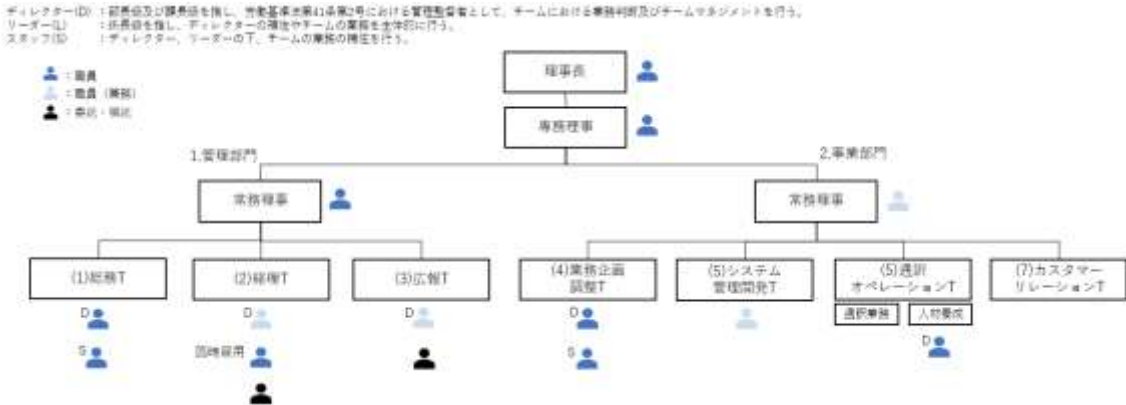 ディレクター(D) :部長級及び課長級を指し、労働基準法第41条第2号における管理監督者として、チームにおける業務判断及びチームマネジメントを行う。
リーダー(L) :係長級を指し、ディレクターの補佐やチームの業務を主体的に行う。
スタッフ(S) :ディレクター、リーダーの下、チームの業務の補佐を行う。
:職員
:職員(兼務)
:委託・嘱託
理事長
専務理事
1.管理部門
2.事業部門
常務理事
常務理事
(1)総務T
(2)経理T
(3)広報T
(4)業務企画
調整T
(5)システム
管理開発T
(5)通訳
オペレーションT
(7)カスタマー
リレーションT
通訳業務
人材養成
D
D
D
D
D
S
臨時雇用
S